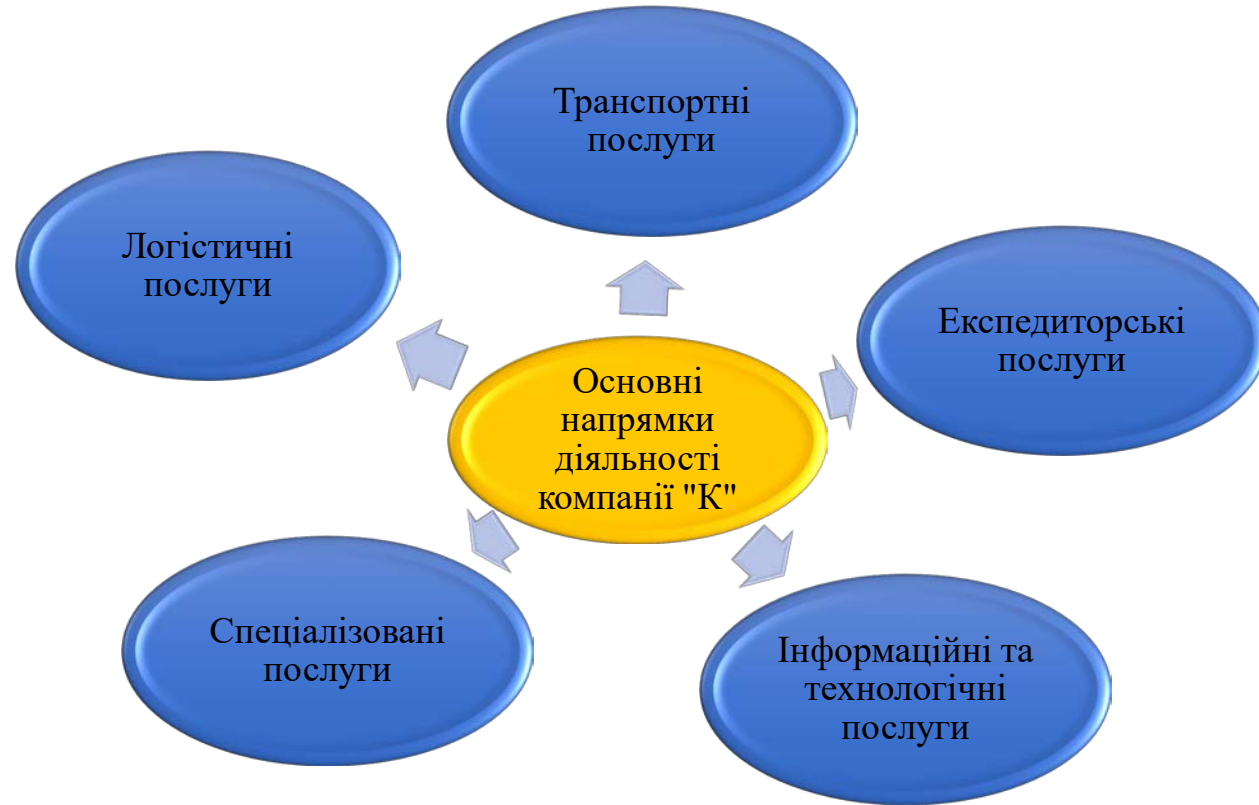 Транспортні
послуги
Логістичні
послуги
Експедиторські
послуги
Основні
напрямки
діяльності
компанії "К"
Спеціалізовані
послуги
Інформаційні та
технологічні
послуги